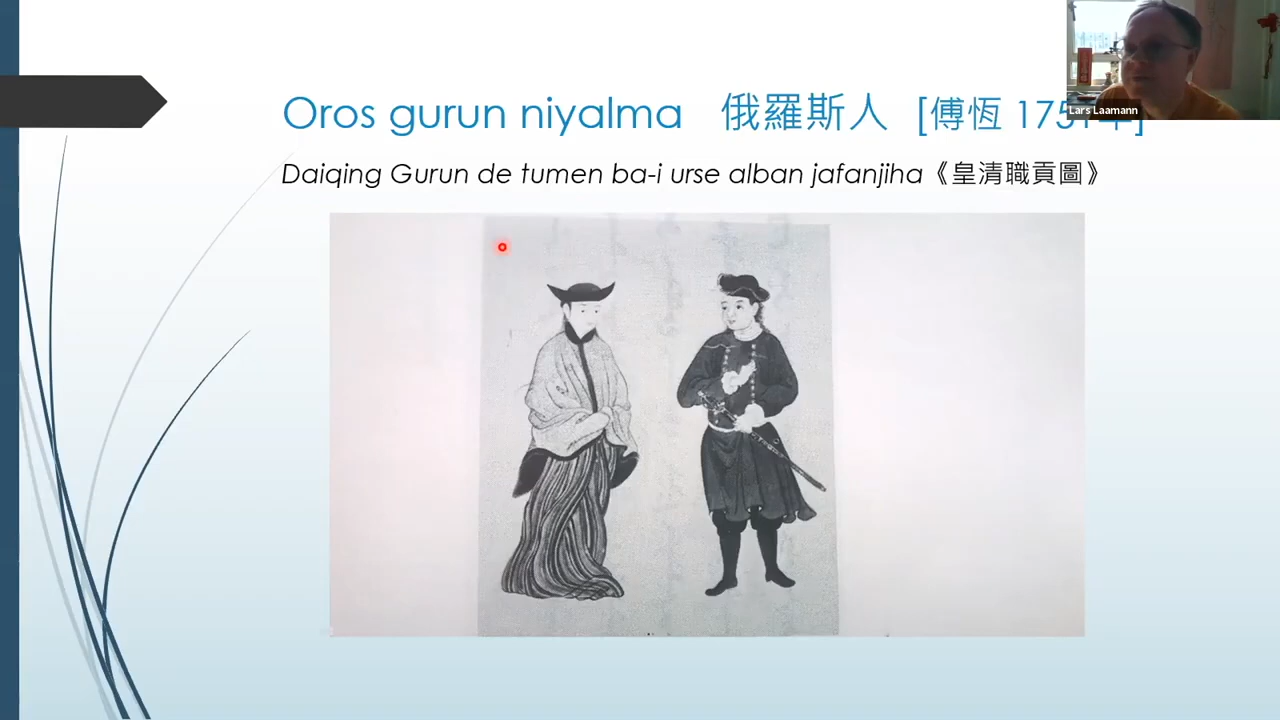 Oros gurun niyalma 俄羅斯人 [傅恆 175
Daiqing Gurun de tumen ba-i urse alban jafanjiha《皇清職貢圖》
Lars Laamann